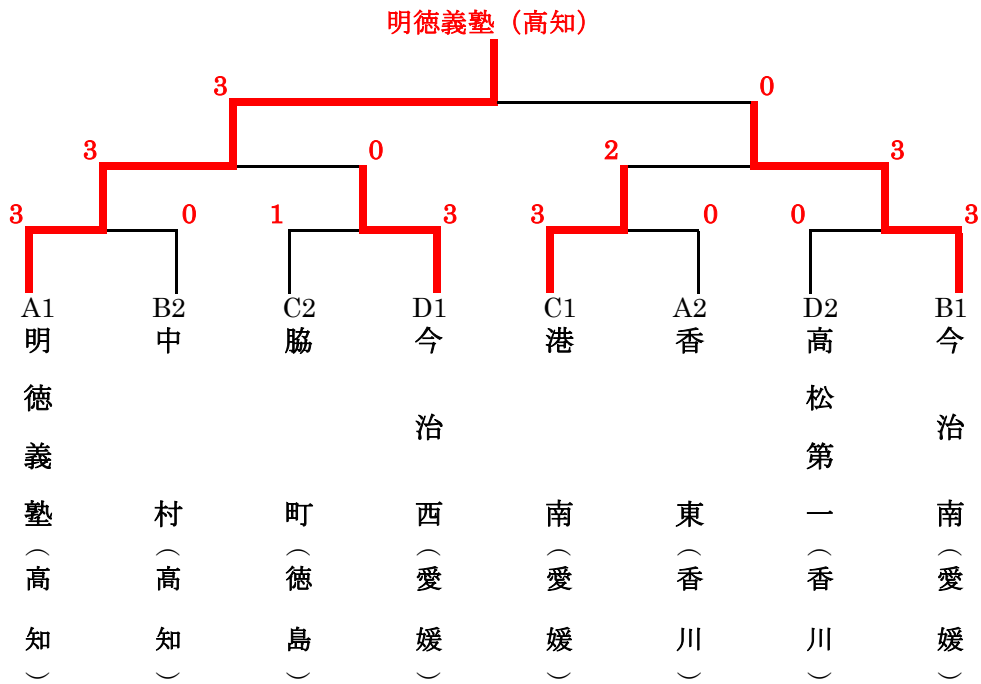 明徳義塾（高知）
3 0
3 0 2 3
3 0 1 3 3 0 0 3
A1 B2 C2 D1 C1 A2 D2 B1
明徳義塾（高知）
中村（高知）
脇町（徳島）
今治西（愛媛）
港南（愛媛）
香東（香川）
高松第一（香川）
今治南（愛媛）